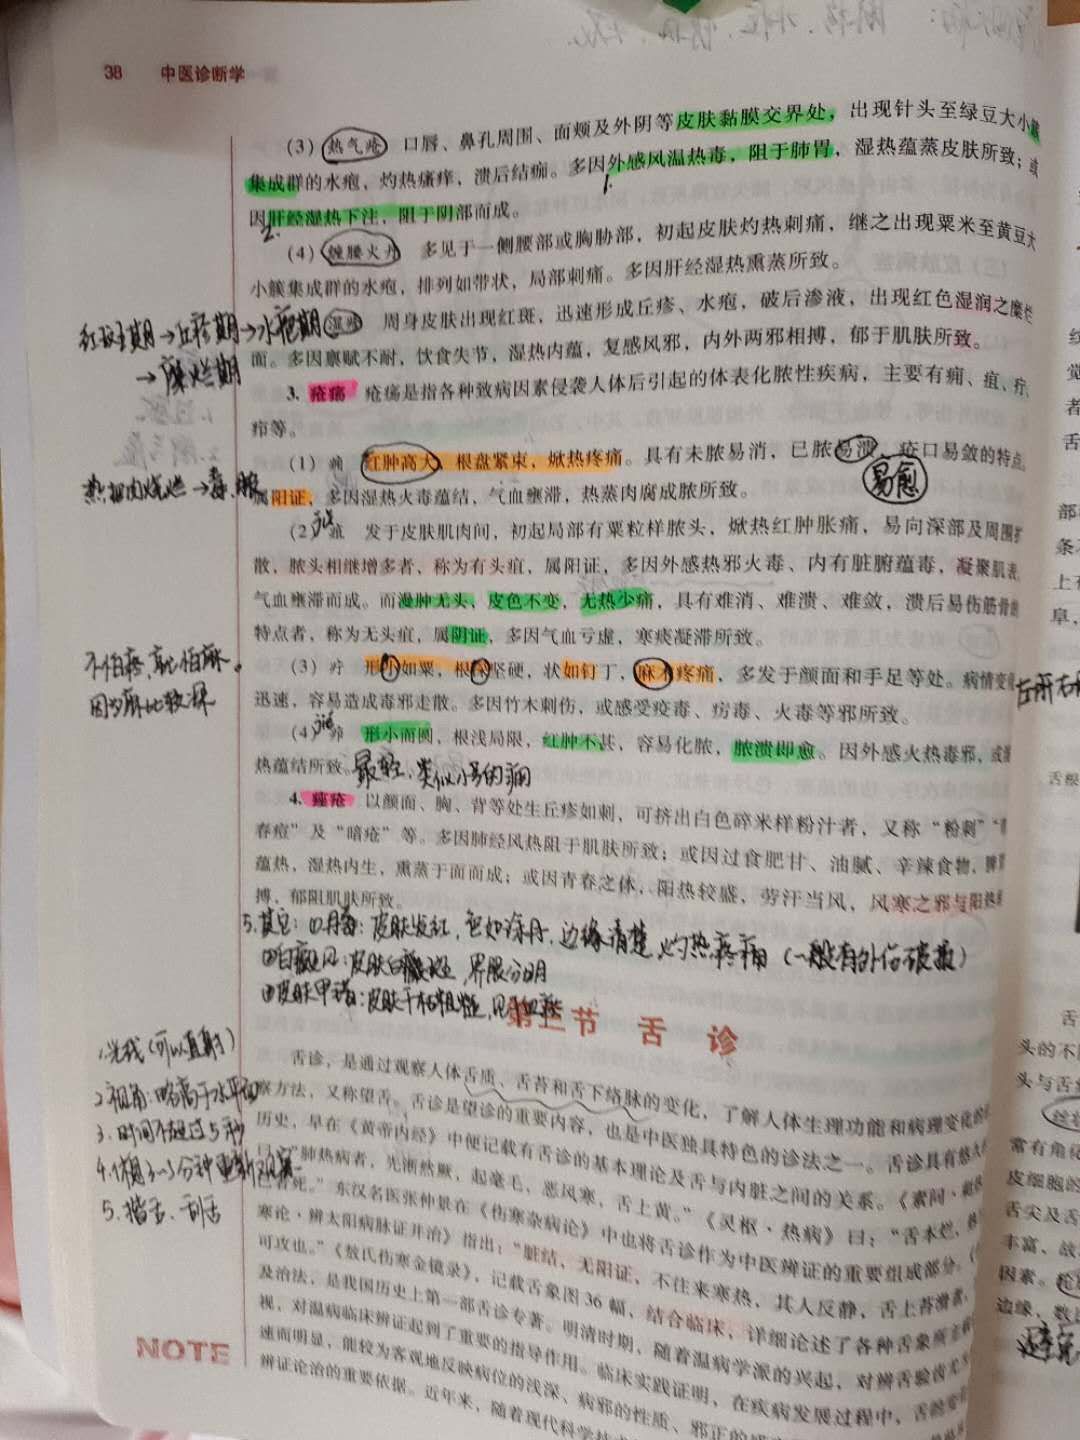 38 中医诊断学
(3) 热气疮 口唇、鼻孔周围、面颊及外阴等皮肤黏膜交界处，出现针头至绿豆大小簇
集成群的水疱，灼热瘙痒，溃后结痂。多因外感风温热毒，阻于肺胃，湿热蕴蒸皮肤所致；或
1.
因肝经湿热下注，阻于阴部而成。
2.
(4) 缠腰火丹 多见于一侧腰部或胸胁部，初起皮肤灼热刺痛，继之出现粟米至黄豆大
小簇集成群的水疱，排列如带状，局部刺痛。多因肝经湿热熏蒸所致。
红斑期→丘疹期→水疱期
→糜烂期
周身皮肤出现红斑，迅速形成丘疹、水疱，破后渗液，出现红色湿润之糜烂
面。多因禀赋不耐，饮食失节，湿热内蕴，复感风邪，内外两邪相搏，郁于肌肤所致。
3. 疮疡 疮疡是指各种致病因素侵袭人体后引起的体表化脓性疾病，主要有痈、疽、疔、
疖等。
(1) 痈 红肿高大，根盘紧束，焮热疼痛。具有未脓易消，已脓易溃，疮口易敛的特点，
易愈
属阳证，多因湿热火毒蕴结，气血壅滞，热蒸肉腐成脓所致。
(2) 疽 发于皮肤肌肉间，初起局部有粟粒样脓头，焮热红肿胀痛，易向深部及周围扩
散，脓头相继增多者，称为有头疽，属阳证，多因外感热邪火毒、内有脏腑蕴毒，凝聚肌表，
气血壅滞而成。而漫肿无头，皮色不变，无热少痛，具有难消、难溃、难敛，溃后易伤筋骨的
特点者，称为无头疽，属阴证，多因气血亏虚，寒痰凝滞所致。
不怕疼，就怕麻。
因为麻比较深
(3) 疔 形小如粟，根深坚硬，状如钉丁，麻木疼痛，多发于颜面和手足等处。病情变
迅速，容易造成毒邪走散。多因竹木刺伤，或感受疫毒、疠毒、火毒等邪所致。
(4) 疖 形小而圆，根浅局限，红肿不甚，容易化脓，脓溃即愈。因外感火热毒邪，或
热蕴结所致。
最轻，类似小号的痈
4. 痤疮 以颜面、胸、背等处生丘疹如刺，可挤出白色碎米样粉汁者，又称“粉刺”“
春痘”及“暗疮”等。多因肺经风热阻于肌肤所致；或因过食肥甘、油腻、辛辣食物，脾
蕴热，湿热内生，熏蒸于面而成；或因青春之体，阳热较盛，劳汗当风，风寒之邪与阳热
搏，郁阻肌肤所致。
5. 其它：①丹毒：皮肤发红，色如涂丹，边缘清楚，灼热疼痛（一般有外伤破损）
②白癜风：皮肤白斑，界限分明
③皮肤甲错：皮肤干枯粗糙，
第三节 舌 诊
1. 光线（可以直射）
2. 视角：略高于水平面
3. 时间不超过5秒
4. 休息3-5分钟重新观察
5. 揩舌、刮舌
舌诊，是通过观察人体舌质、舌苔和舌下络脉的变化，了解人体生理功能和病理变化的
察方法，又称望舌。舌诊是望诊的重要内容，也是中医独具特色的诊法之一。舌诊具有悠久
历史，早在《黄帝内经》中便记载有舌诊的基本理论及舌与内脏之间的关系。《素问·
曰：“肺热病者，先淅然厥，起毫毛，恶风寒，舌上黄。”《灵枢·热病》曰：“舌本烂，热
者死。”东汉名医张仲景在《伤寒杂病论》中也将舌诊作为中医辨证的重要组成部分。
寒论·辨太阳病脉证并治》指出：“脏结，无阳证，不往来寒热，其人反静，舌上苔滑者，
可攻也。”《敖氏伤寒金镜录》，记载舌象图36幅，结合临床，详细论述了各种舌象所主
及治法，是我国历史上第一部舌诊专著。明清时期，随着温病学派的兴起，对辨舌验齿
视，对温病临床辨证起到了重要的指导作用。临床实践证明，在疾病发展过程中，舌的变
速而明显，能较为客观地反映病位的浅深、病邪的性质、邪正的
辨证论治的重要依据。近年来，随着现代科学
NOTE